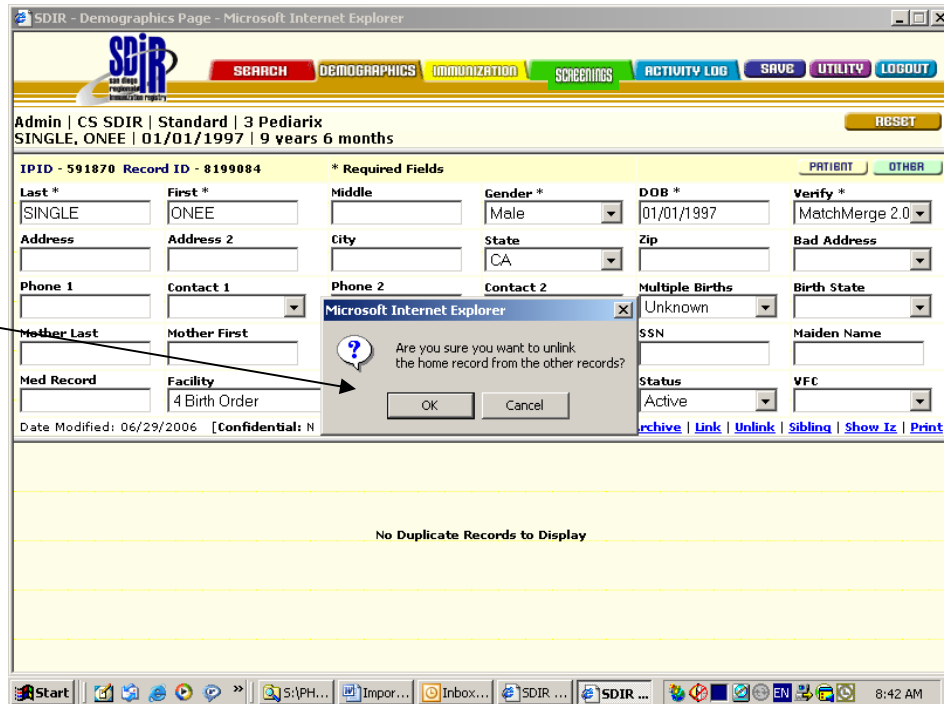 SDIR - Demographics Page - Microsoft Internet Explorer
SDIR
san diego
regional
immunization registry
SEARCH DEMOGRAPHICS IMMUNIZATION SCREENINGS ACTIVITY LOG SAVE UTILITY LOGOUT
Admin | CS SDIR | Standard | 3 Pediarix
SINGLE, ONEE | 01/01/1997 | 9 years 6 months
RESET
IPID - 591870 Record ID - 8199084 * Required Fields PATIENT OTHER
Last * First * Middle Gender * DOB * Verify *
SINGLE ONEE Male 01/01/1997 MatchMerge 2.0
Address Address 2 City State Zip Bad Address
CA
Phone 1 Contact 1 Phone 2 Contact 2 Multiple Births Birth State
Unknown
Microsoft Internet Explorer
Mother Last Mother First SSN Maiden Name
Are you sure you want to unlink
the home record from the other records?
Med Record Facility Status VFC
4 Birth Order Active
OK Cancel
Date Modified: 06/29/2006 [Confidential: N rchive | Link | Unlink | Sibling | Show Iz | Print
No Duplicate Records to Display
Start » S:\PH... Impor... Inbox... SDIR ... SDIR ... EN 8:42 AM